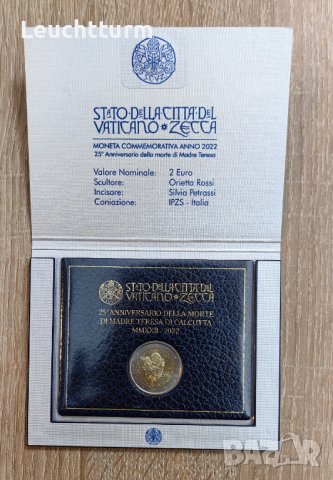 Leuchtturm
STATO DELLA CITTÀ DEL
VATICANO ZECCA
MONETA COMMEMORATIVA ANNO 2022
25° Anniversario della morte di Madre Teresa
Valore Nominale: 2 Euro
Scultore: Orietta Rossi
Incisore: Silvia Petrassi
Coniazione: IPZS - Italia
STATO DELLA CITTÀ DEL
VATICANO ZECCA
25° ANNIVERSARIO DELLA MORTE
DI MADRE TERESA DI CALCUTTA
MMXXII - 2022
BAZAR